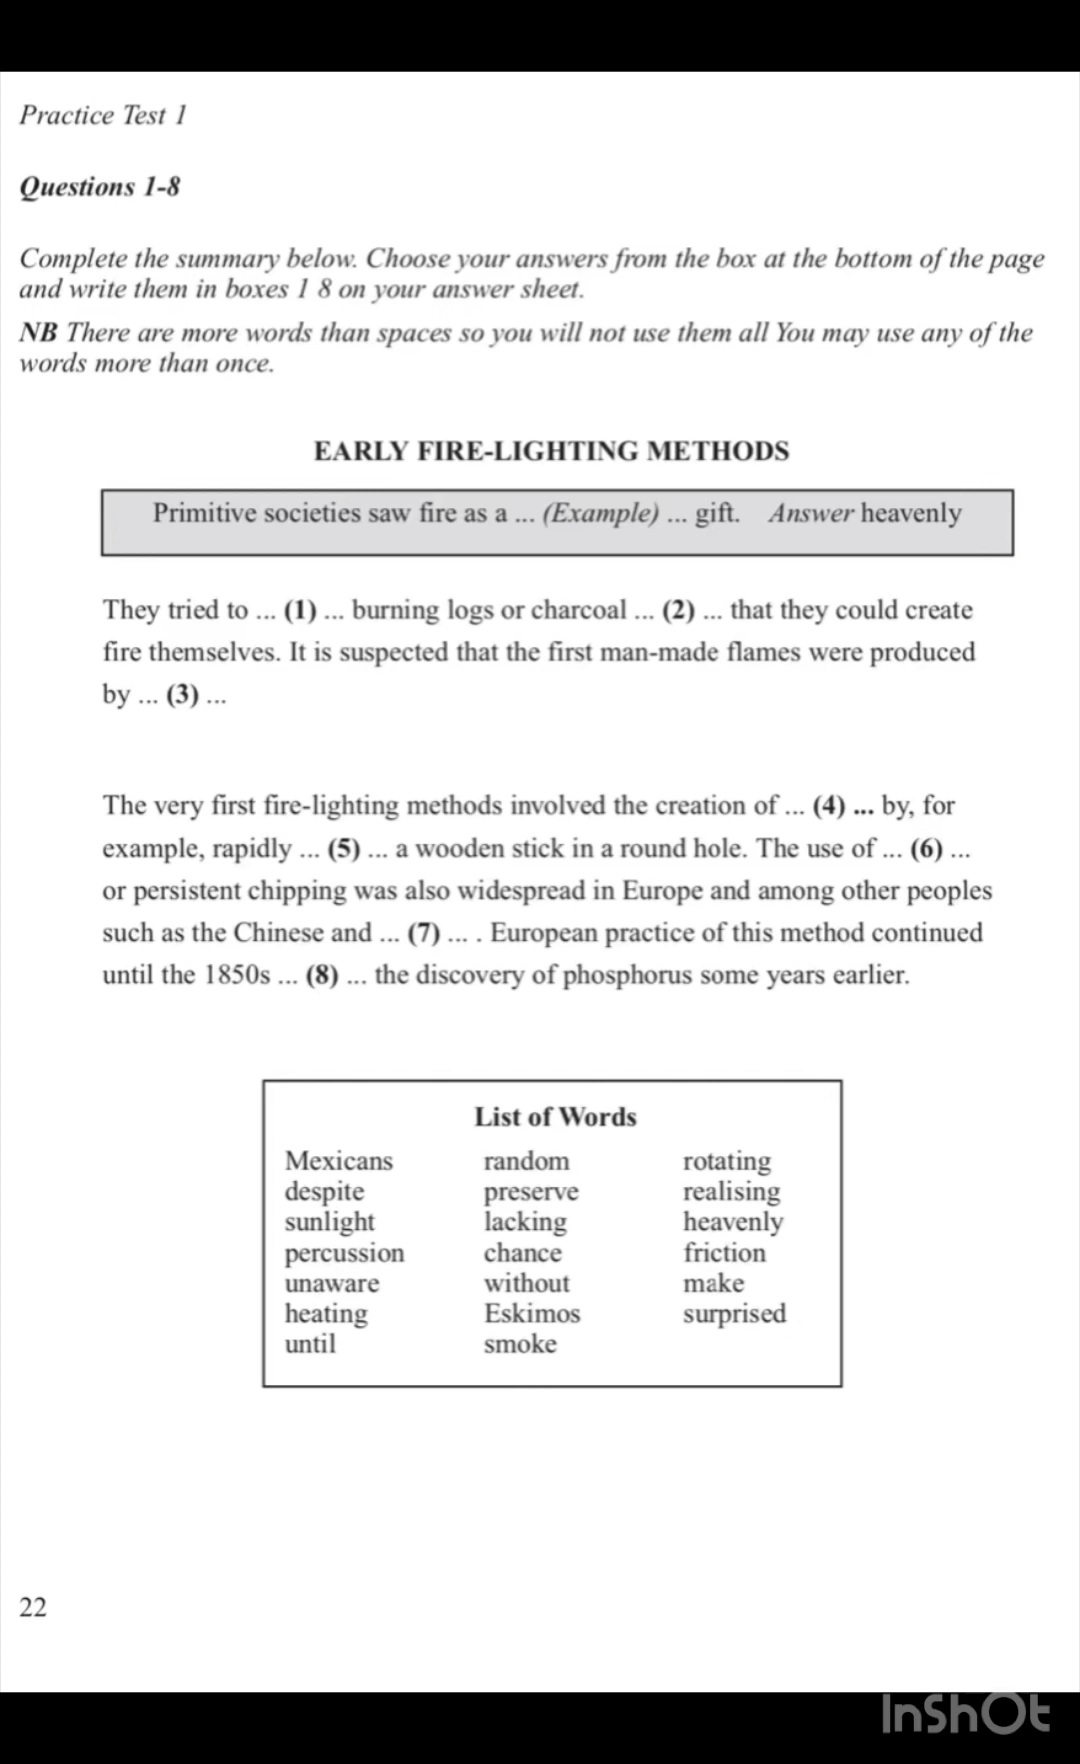 Practice Test 1
Questions 1-8
Complete the summary below. Choose your answers from the box at the bottom of the page
and write them in boxes 1 8 on your answer sheet.
NB There are more words than spaces so you will not use them all You may use any of the
words more than once.
EARLY FIRE-LIGHTING METHODS
Primitive societies saw fire as a ... (Example) ... gift. Answer heavenly
They tried to ... (1) ... burning logs or charcoal ... (2) ... that they could create
fire themselves. It is suspected that the first man-made flames were produced
by ... (3) ...
The very first fire-lighting methods involved the creation of ... (4) ... by, for
example, rapidly ... (5) ... a wooden stick in a round hole. The use of ... (6) ...
or persistent chipping was also widespread in Europe and among other peoples
such as the Chinese and ... (7) ... . European practice of this method continued
until the 1850s ... (8) ... the discovery of phosphorus some years earlier.
List of Words
Mexicans random rotating
despite preserve realising
sunlight lacking heavenly
percussion chance friction
unaware without make
heating Eskimos surprised
until smoke
22
InShOt